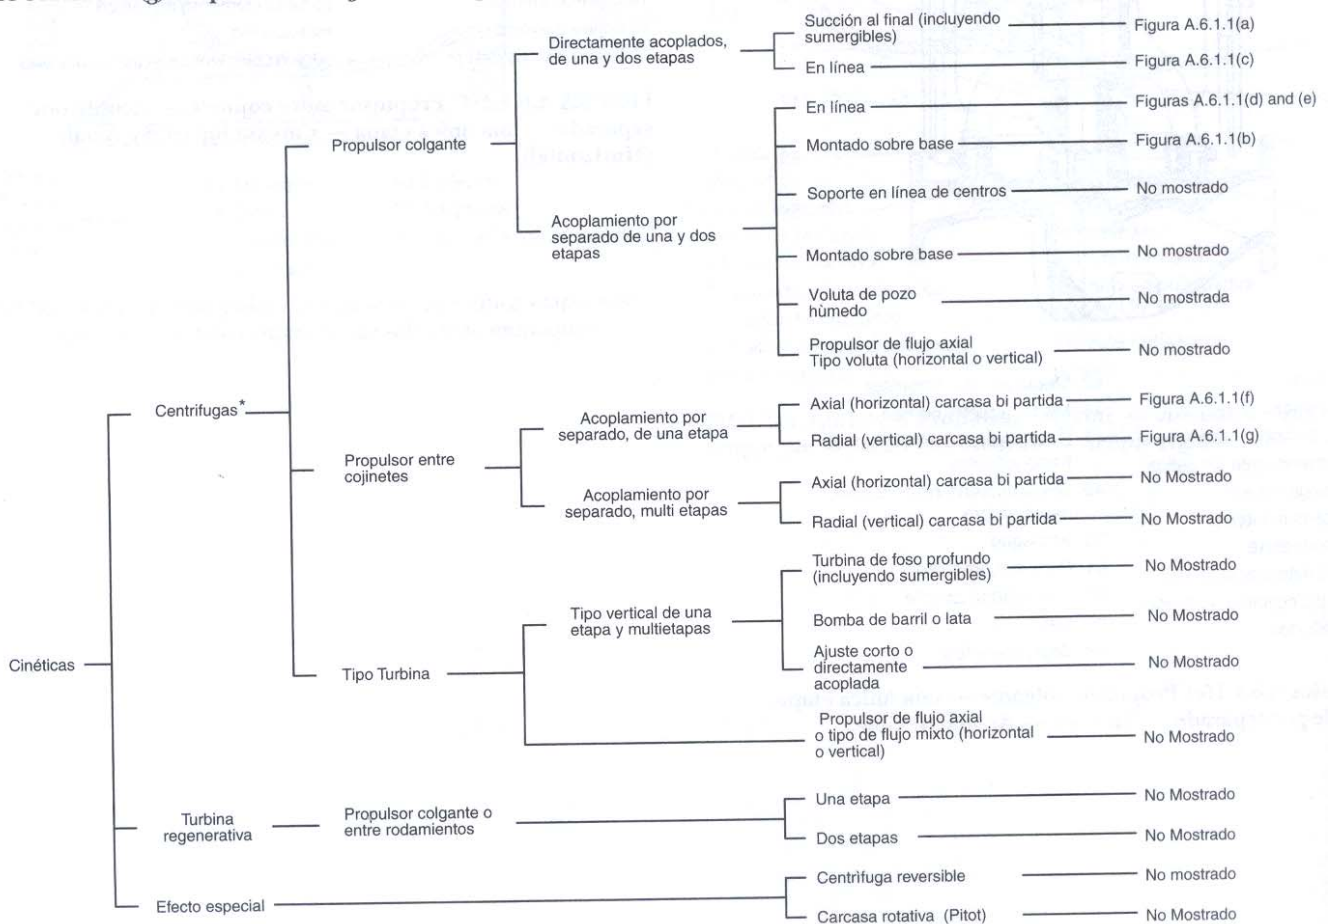 Succión al final (incluyendo
sumergibles)
Figura A.6.1.1(a)
Directamente acoplados,
de una y dos etapas
En línea
Figura A.6.1.1(c)
En línea
Figuras A.6.1.1(d) and (e)
Propulsor colgante
Montado sobre base
Figura A.6.1.1(b)
Soporte en línea de centros
No mostrado
Acoplamiento por
separado de una y dos
etapas
Montado sobre base
No mostrado
Voluta de pozo
hùmedo
No mostrada
Propulsor de flujo axial
Tipo voluta (horizontal o vertical)
No mostrado
Centrifugas*
Acoplamiento por
separado, de una etapa
Axial (horizontal) carcasa bi partida
Figura A.6.1.1(f)
Radial (vertical) carcasa bi partida
Figura A.6.1.1(g)
Propulsor entre
cojinetes
Acoplamiento por
separado, multi etapas
Axial (horizontal) carcasa bi partida
No Mostrado
Radial (vertical) carcasa bi partida
No Mostrado
Turbina de foso profundo
(incluyendo sumergibles)
No Mostrado
Tipo vertical de una
etapa y multietapas
Bomba de barril o lata
No Mostrado
Cinéticas
Tipo Turbina
Ajuste corto o
directamente
acoplada
No Mostrado
Propulsor de flujo axial
o tipo de flujo mixto (horizontal
o vertical)
No Mostrado
Turbina
regenerativa
Propulsor colgante o
entre rodamientos
Una etapa
No Mostrado
Dos etapas
No Mostrado
Efecto especial
Centrìfuga reversible
No mostrado
Carcasa rotativa (Pitot)
No Mostrado